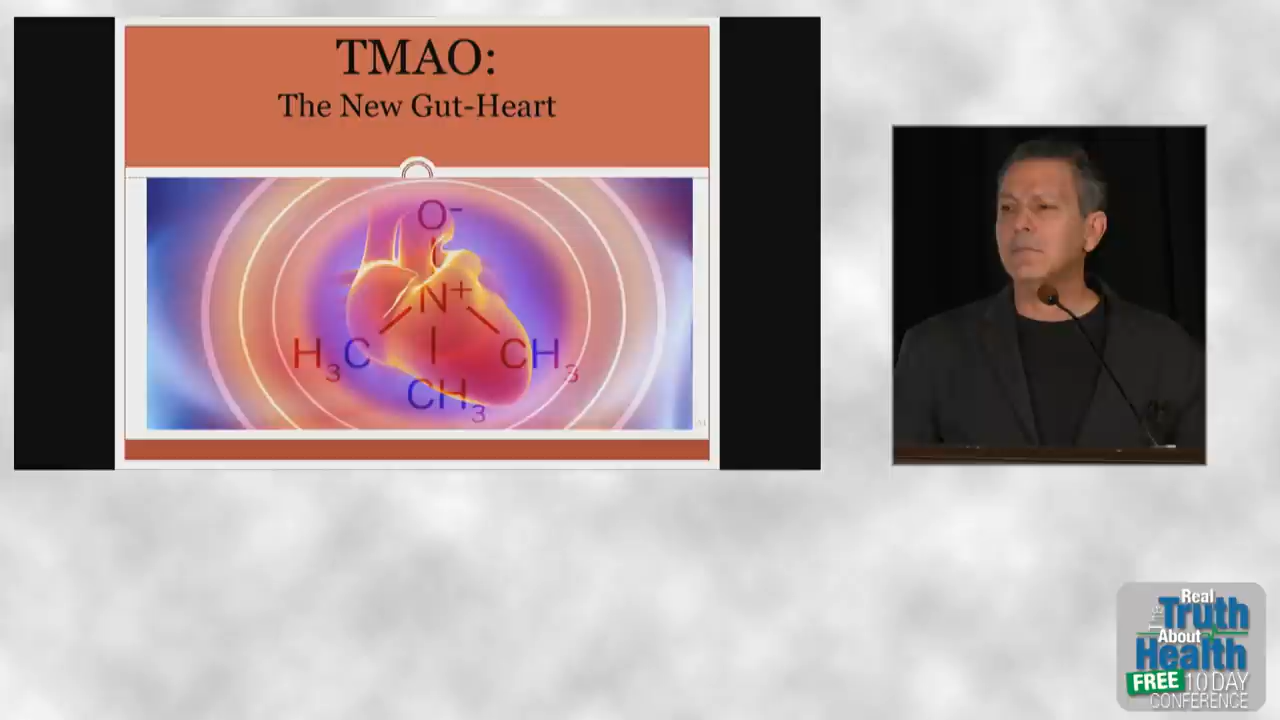 TMAO:
The New Gut-Heart
O-
N+
H3C
CH3
CH3
The Real
Truth
About
Health
FREE 10 DAY
CONFERENCE